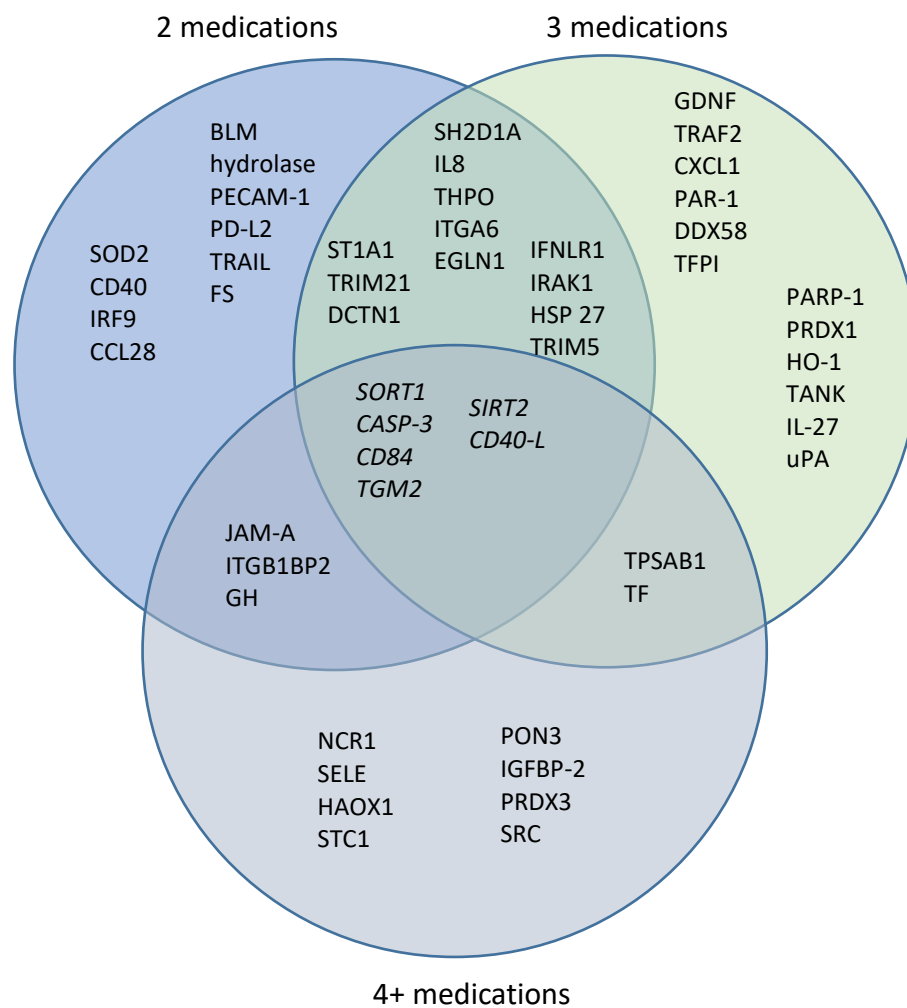 2 medications
3 medications
BLM
hydrolase
PECAM-1
PD-L2
TRAIL
FS
SOD2
CD40
IRF9
CCL28
SH2D1A
IL8
THPO
ITGA6
EGLN1
ST1A1
TRIM21
DCTN1
IFNLR1
IRAK1
HSP 27
TRIM5
GDNF
TRAF2
CXCL1
PAR-1
DDX58
TFPI
PARP-1
PRDX1
HO-1
TANK
IL-27
uPA
SORT1
CASP-3
CD84
TGM2
SIRT2
CD40-L
JAM-A
ITGB1BP2
GH
TPSAB1
TF
NCR1
SELE
HAOX1
STC1
PON3
IGFBP-2
PRDX3
SRC
4+ medications